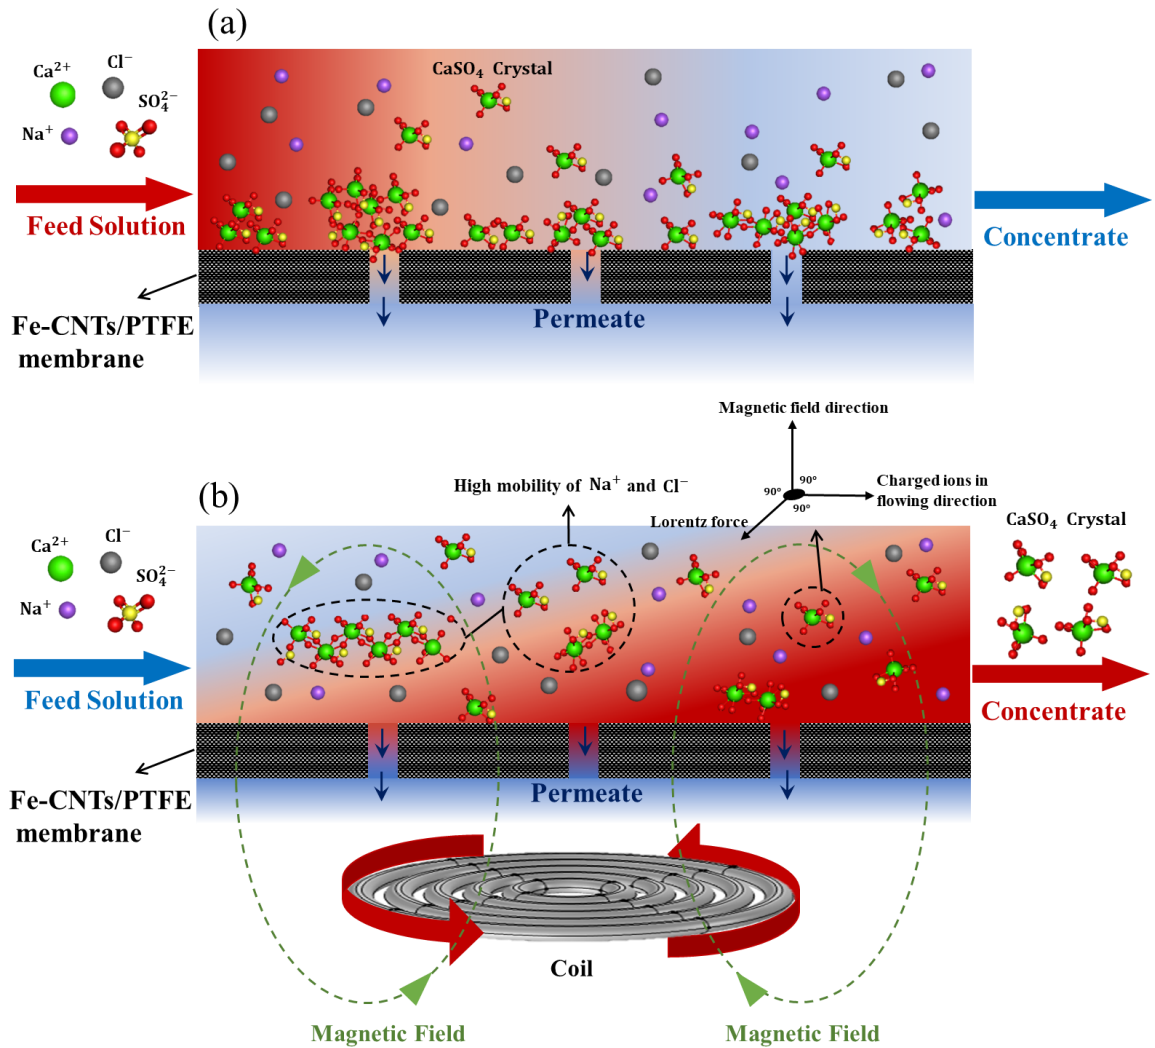 (a)
Cl⁻
Ca²⁺
SO₄²⁻
Na⁺
CaSO₄ Crystal
Feed Solution
Concentrate
Fe-CNTs/PTFE
membrane
Permeate
Magnetic field direction
(b)
High mobility of Na⁺ and Cl⁻
90°
90°
90°
Charged ions in
flowing direction
Lorentz force
CaSO₄ Crystal
Cl⁻
Ca²⁺
SO₄²⁻
Na⁺
Feed Solution
Concentrate
Fe-CNTs/PTFE
membrane
Permeate
Coil
Magnetic Field
Magnetic Field